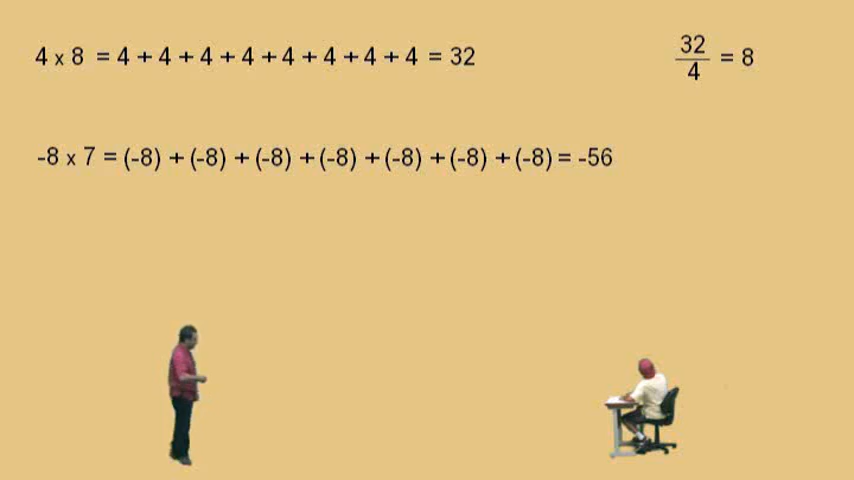 4 x 8 = 4 + 4 + 4 + 4 + 4 + 4 + 4 + 4 = 32
32/4 = 8
-8 x 7 = (-8) + (-8) + (-8) + (-8) + (-8) + (-8) + (-8) = -56